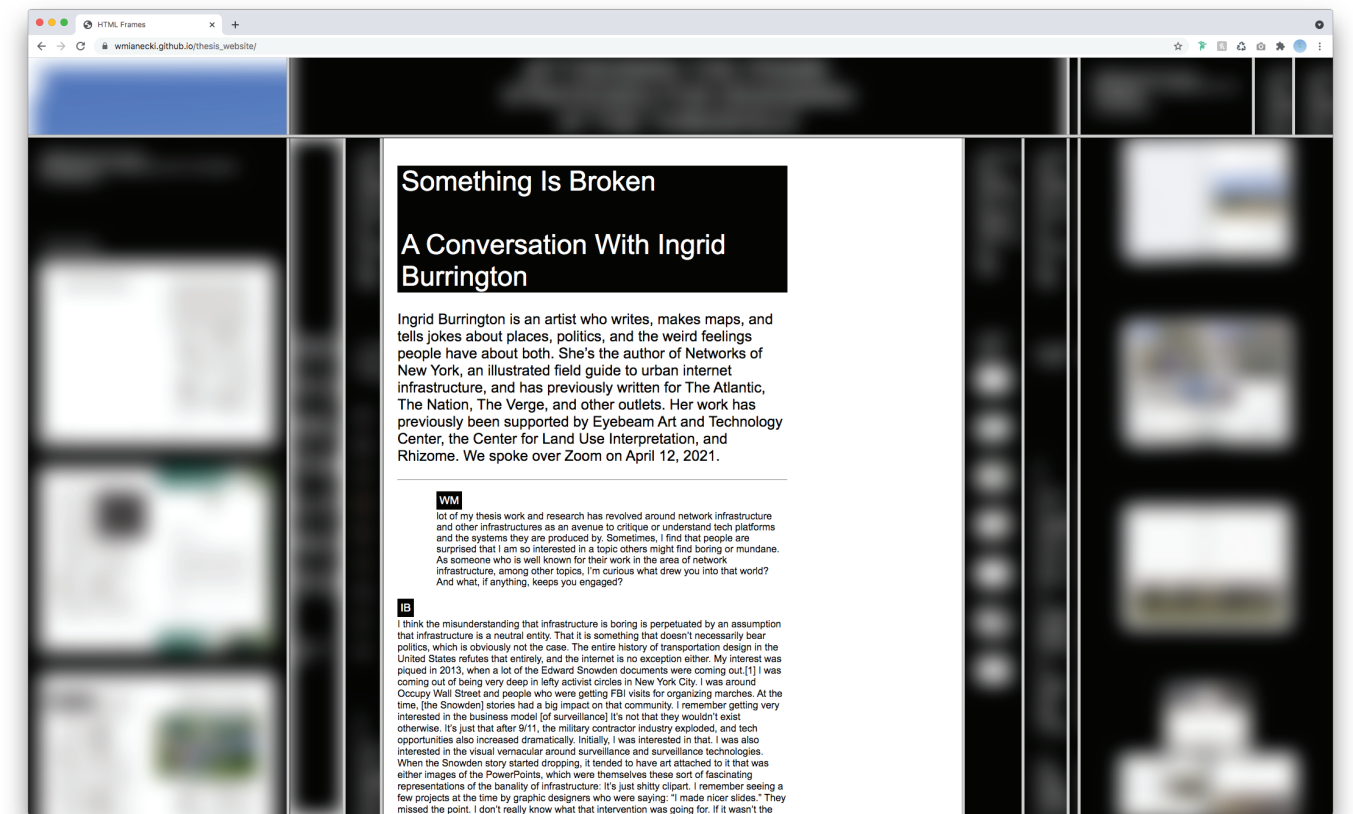 HTML Frames
wmianecki.github.io/thesis_website/
Something Is Broken
A Conversation With Ingrid
Burrington
Ingrid Burrington is an artist who writes, makes maps, and
tells jokes about places, politics, and the weird feelings
people have about both. She's the author of Networks of
New York, an illustrated field guide to urban internet
infrastructure, and has previously written for The Atlantic,
The Nation, The Verge, and other outlets. Her work has
previously been supported by Eyebeam Art and Technology
Center, the Center for Land Use Interpretation, and
Rhizome. We spoke over Zoom on April 12, 2021.
WM
lot of my thesis work and research has revolved around network infrastructure
and other infrastructures as an avenue to critique or understand tech platforms
and the systems they are produced by. Sometimes, I find that people are
surprised that I am so interested in a topic others might find boring or mundane.
As someone who is well known for their work in the area of network
infrastructure, among other topics, I'm curious what drew you into that world?
And what, if anything, keeps you engaged?
IB
I think the misunderstanding that infrastructure is boring is perpetuated by an assumption
that infrastructure is a neutral entity. That it is something that doesn't necessarily bear
politics, which is obviously not the case. The entire history of transportation design in the
United States refutes that entirely, and the internet is no exception either. My interest was
piqued in 2013, when a lot of the Edward Snowden documents were coming out.[1] I was
coming out of being very deep in lefty activist circles in New York City. I was around
Occupy Wall Street and people who were getting FBI visits for organizing marches. At the
time, [the Snowden] stories had a big impact on that community. I remember getting very
interested in the business model [of surveillance] It's not that they wouldn't exist
otherwise. It's just that after 9/11, the military contractor industry exploded, and tech
opportunities also increased dramatically. Initially, I was interested in that. I was also
interested in the visual vernacular around surveillance and surveillance technologies.
When the Snowden story started dropping, it tended to have art attached to it that was
either images of the PowerPoints, which were themselves these sort of fascinating
representations of the banality of infrastructure: It's just shitty clipart. I remember seeing a
few projects at the time by graphic designers who were saying: “I made nicer slides.” They
missed the point. I don't really know what that intervention was going for. If it wasn't the